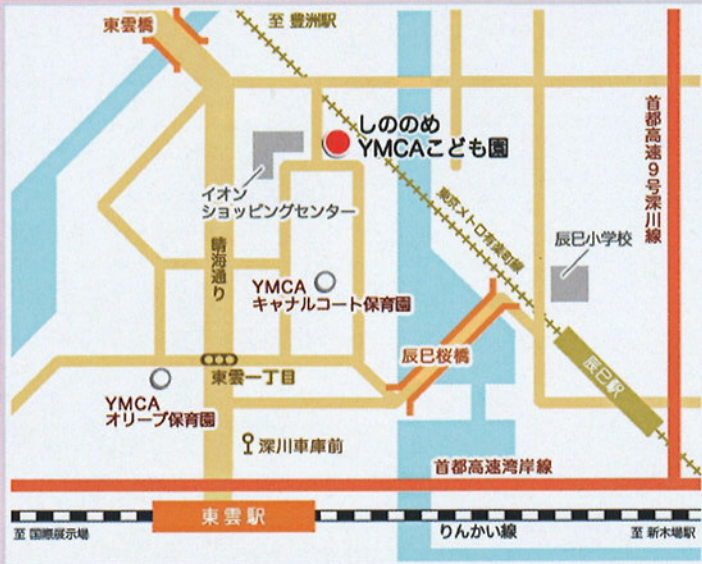 東雲橋
至 豊洲駅
しののめ
YMCAこども園
首都高速9号深川線
イオン
ショッピングセンター
東京メトロ有楽町線
辰巳小学校
晴海通り
YMCA
キャナルコート保育園
辰巳桜橋
辰巳駅
東雲一丁目
YMCA
オリーブ保育園
深川車庫前
首都高速湾岸線
東雲駅
至 国際展示場
りんかい線
至 新木場駅